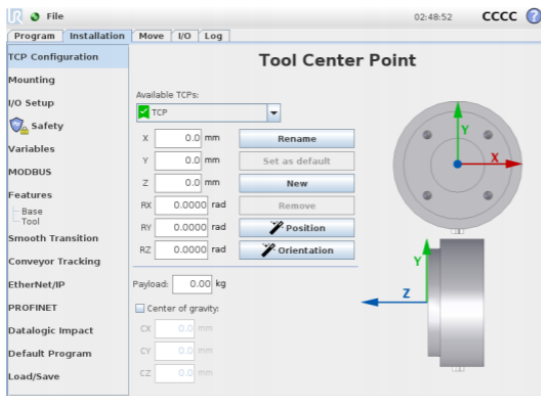 UR File 02:48:52 CCCC ?
Program Installation Move I/O Log
TCP Configuration
Mounting
I/O Setup
Safety
Variables
MODBUS
Features
Base
Tool
Smooth Transition
Conveyor Tracking
EtherNet/IP
PROFINET
Datalogic Impact
Default Program
Load/Save
Tool Center Point
Available TCPs:
TCP
X 0.0 mm Rename
Y 0.0 mm Set as default
Z 0.0 mm New
RX 0.0000 rad Remove
RY 0.0000 rad Position
RZ 0.0000 rad Orientation
Payload: 0.00 kg
Center of gravity:
CX 0.0 mm
CY 0.0 mm
CZ 0.0 mm
Y
X
Y
Z